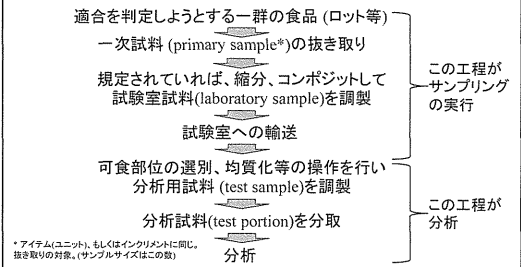 適合を判定しようとする一群の食品 (ロット等)
一次試料 (primary sample*)の抜き取り
規定されていれば、縮分、コンポジットして
試験室試料(laboratory sample)を調製
試験室への輸送
この工程が
サンプリング
の実行
可食部位の選別、均質化等の操作を行い
分析用試料 (test sample)を調製
分析試料(test portion)を分取
分析
この工程が
分析
* アイテム(ユニット)、もしくはインクリメントに同じ。
抜き取りの対象。(サンプルサイズはこの数)